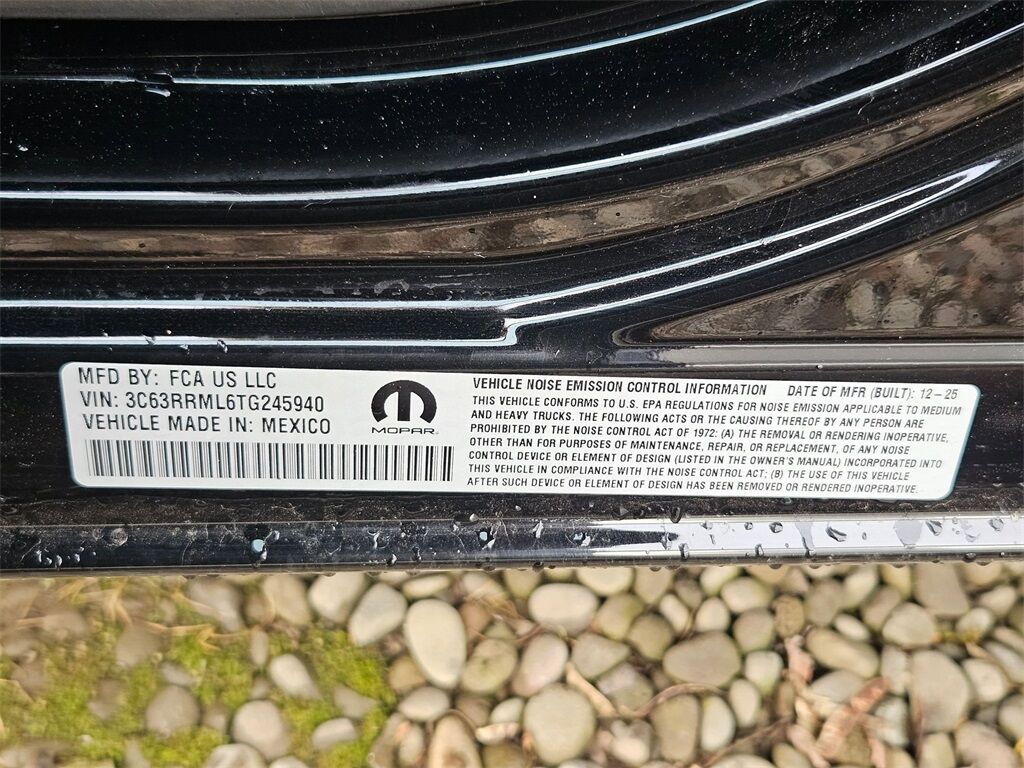 MFD BY: FCA US LLC
VIN: 3C63RRML6TG245940
VEHICLE MADE IN: MEXICO
MOPAR®
VEHICLE NOISE EMISSION CONTROL INFORMATION DATE OF MFR (BUILT): 12-25
THIS VEHICLE CONFORMS TO U.S. EPA REGULATIONS FOR NOISE EMISSION APPLICABLE TO MEDIUM
AND HEAVY TRUCKS. THE FOLLOWING ACTS OR THE CAUSING THEREOF BY ANY PERSON ARE
PROHIBITED BY THE NOISE CONTROL ACT OF 1972: (A) THE REMOVAL OR RENDERING INOPERATIVE,
OTHER THAN FOR PURPOSES OF MAINTENANCE, REPAIR, OR REPLACEMENT, OF ANY NOISE
CONTROL DEVICE OR ELEMENT OF DESIGN (LISTED IN THE OWNER'S MANUAL) INCORPORATED INTO
THIS VEHICLE IN COMPLIANCE WITH THE NOISE CONTROL ACT; (B) THE USE OF THIS VEHICLE
AFTER SUCH DEVICE OR ELEMENT OF DESIGN HAS BEEN REMOVED OR RENDERED INOPERATIVE.